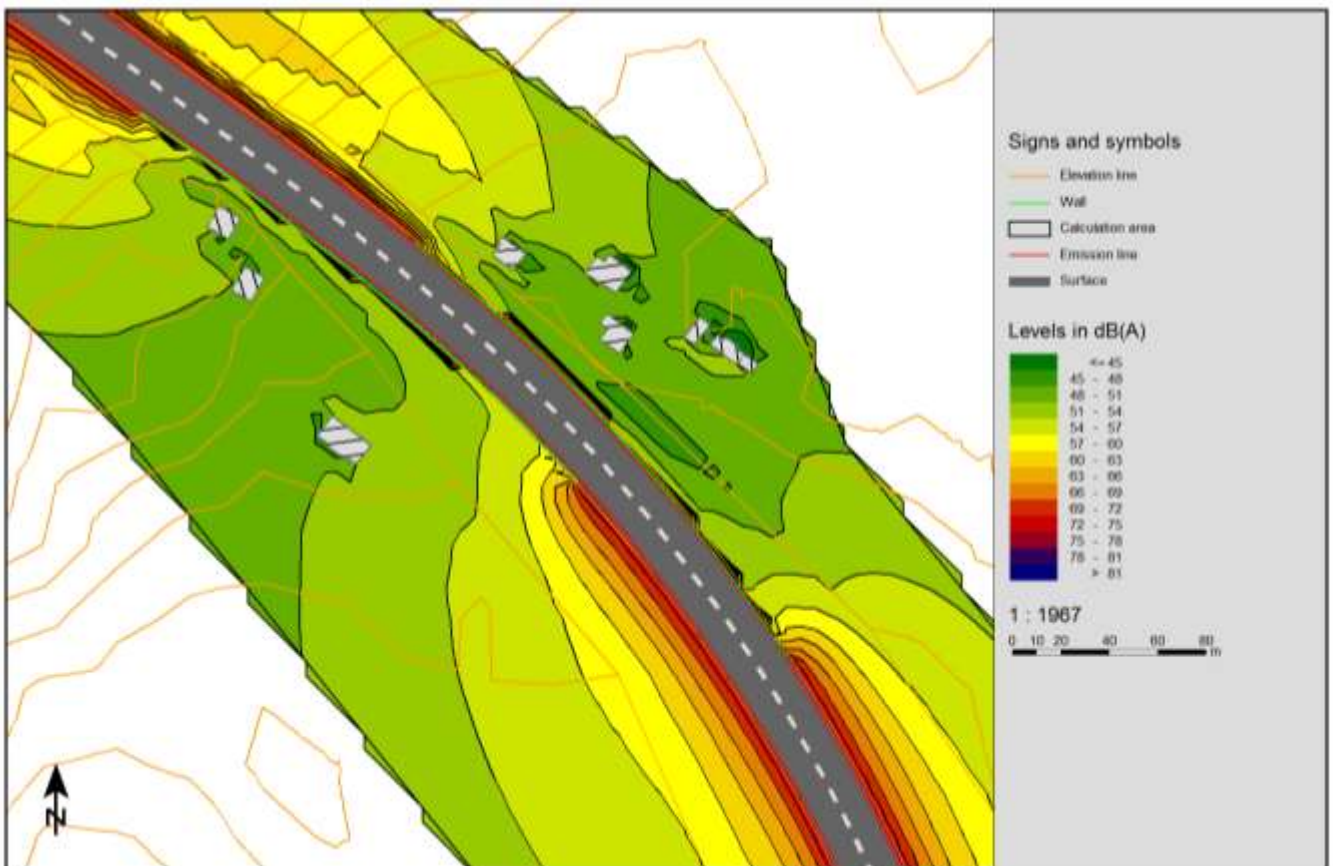 Signs and symbols
Elevation line
Wall
Calculation area
Emission line
Surface
Levels in dB(A)
<= 45
45 - 48
48 - 51
51 - 54
54 - 57
57 - 60
60 - 63
63 - 66
66 - 69
69 - 72
72 - 75
75 - 78
78 - 81
> 81
1 : 1967
0 10 20 40 60 80
m
N